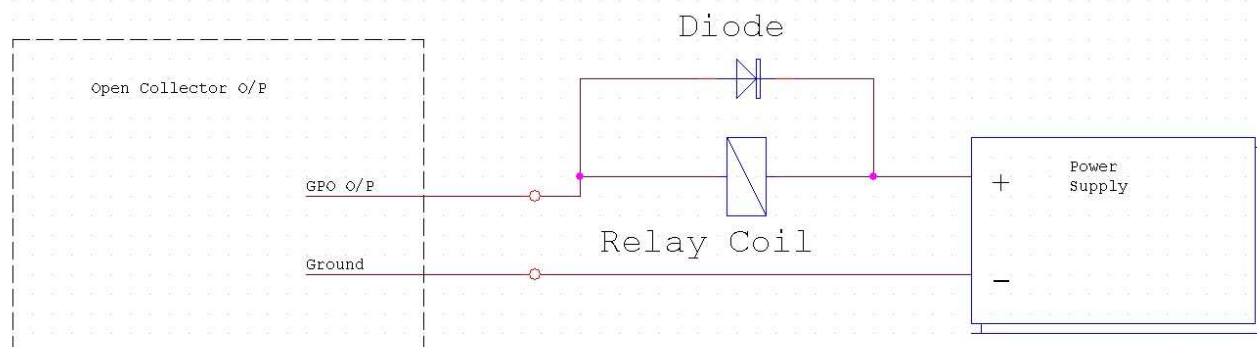 Diode
Open Collector O/P
GPO O/P
Relay Coil
Ground
+
Power
Supply
−